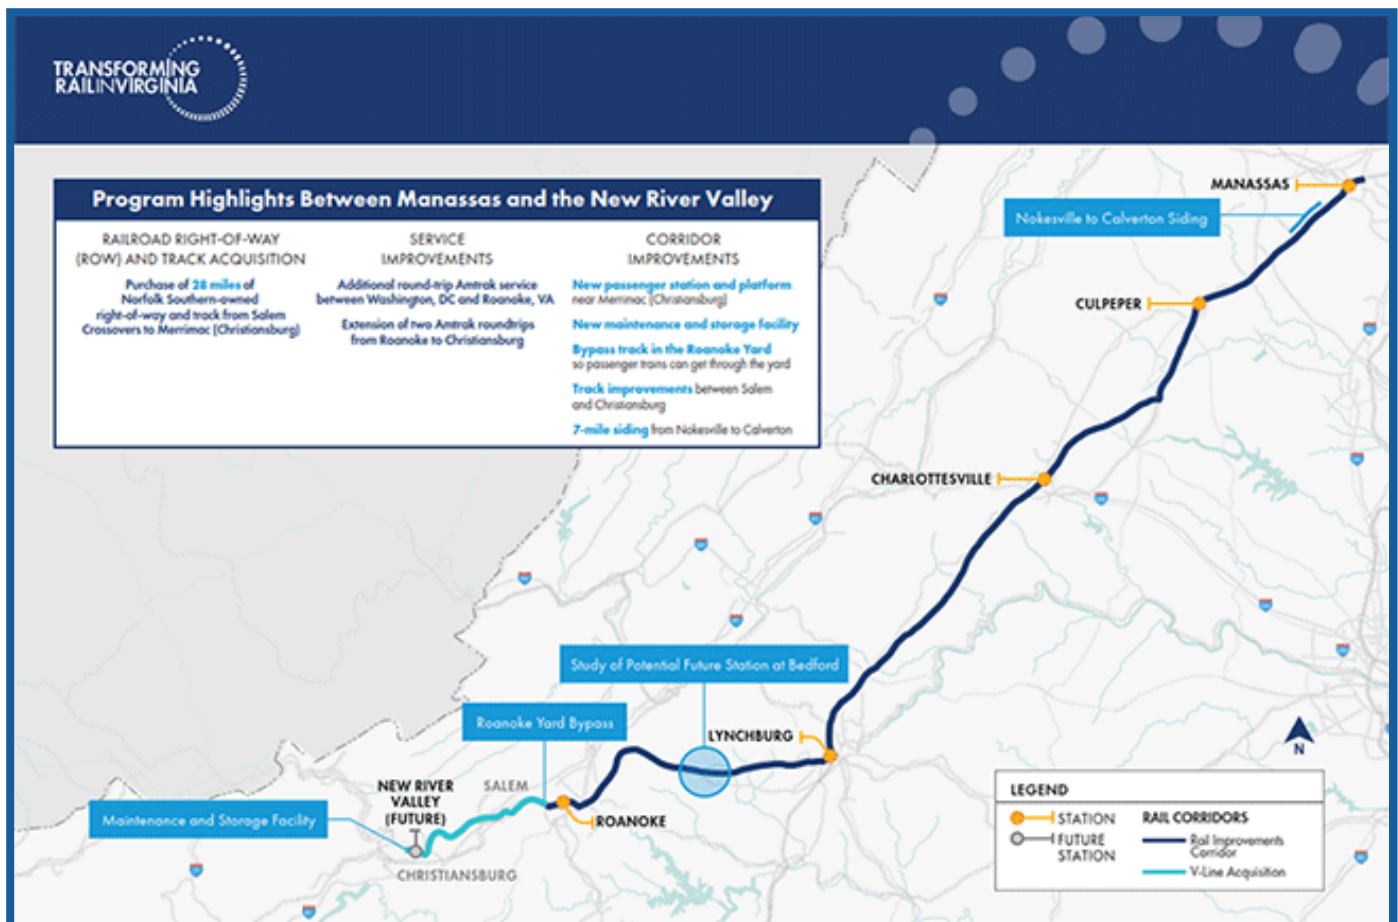 TRANSFORMING
RAILINVIRGINIA
Program Highlights Between Manassas and the New River Valley
RAILROAD RIGHT-OF-WAY
(ROW) AND TRACK ACQUISITION
Purchase of 28 miles of
Norfolk Southern-owned
right-of-way and track from Salem
Crossovers to Merrimac (Christiansburg)
SERVICE
IMPROVEMENTS
Additional round-trip Amtrak service
between Washington, DC and Roanoke, VA
Extension of two Amtrak roundtrips
from Roanoke to Christiansburg
CORRIDOR
IMPROVEMENTS
New passenger station and platform
near Merrimac (Christiansburg)
New maintenance and storage facility
Bypass track in the Roanoke Yard
so passenger trains can get through the yard
Track improvements between Salem
and Christiansburg
7-mile siding from Nokesville to Calverton
MANASSAS
Nokesville to Calverton Siding
CULPEPER
CHARLOTTESVILLE
Study of Potential Future Station at Bedford
Roanoke Yard Bypass
LYNCHBURG
NEW RIVER
VALLEY
(FUTURE)
SALEM
Maintenance and Storage Facility
ROANOKE
CHRISTIANSBURG
N
LEGEND
STATION
FUTURE
STATION
RAIL CORRIDORS
Rail Improvements
Corridor
V-Line Acquisition